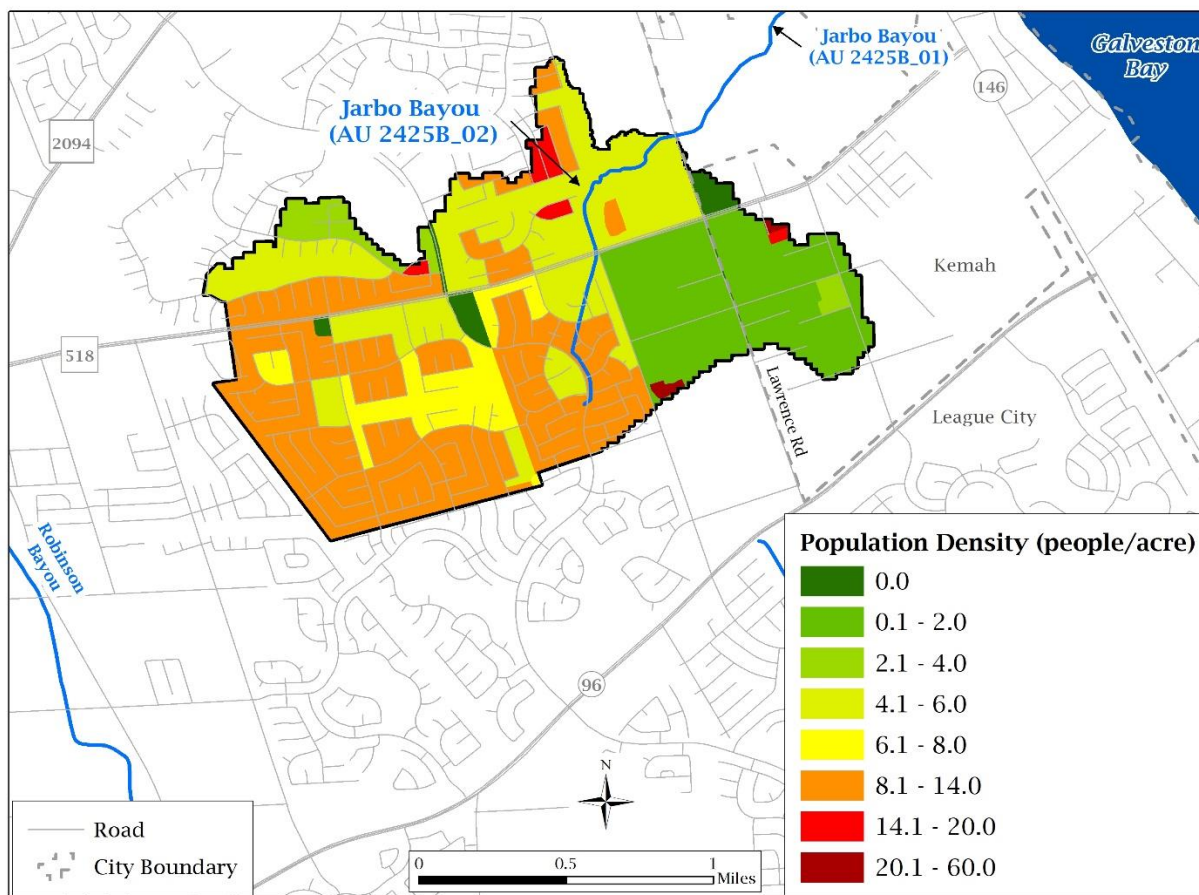 Jarbo Bayou
(AU 2425B_01)
Galveston
Bay
146
2094
Jarbo Bayou
(AU 2425B_02)
Kemah
518
Lawrence Rd
League City
Robinson
Bayou
96
Population Density (people/acre)
0.0
0.1 - 2.0
2.1 - 4.0
4.1 - 6.0
6.1 - 8.0
8.1 - 14.0
14.1 - 20.0
20.1 - 60.0
Road
City Boundary
N
0 0.5 1
Miles